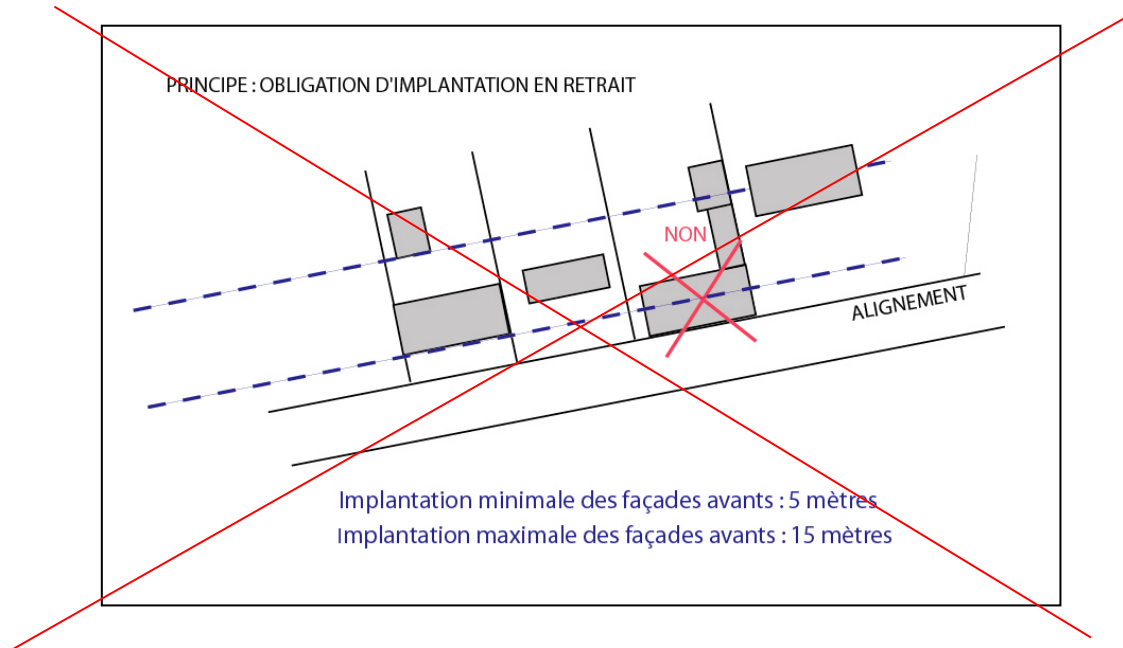 PRINCIPE : OBLIGATION D'IMPLANTATION EN RETRAIT
NON
ALIGNEMENT
Implantation minimale des façades avants : 5 mètres
Implantation maximale des façades avants : 15 mètres